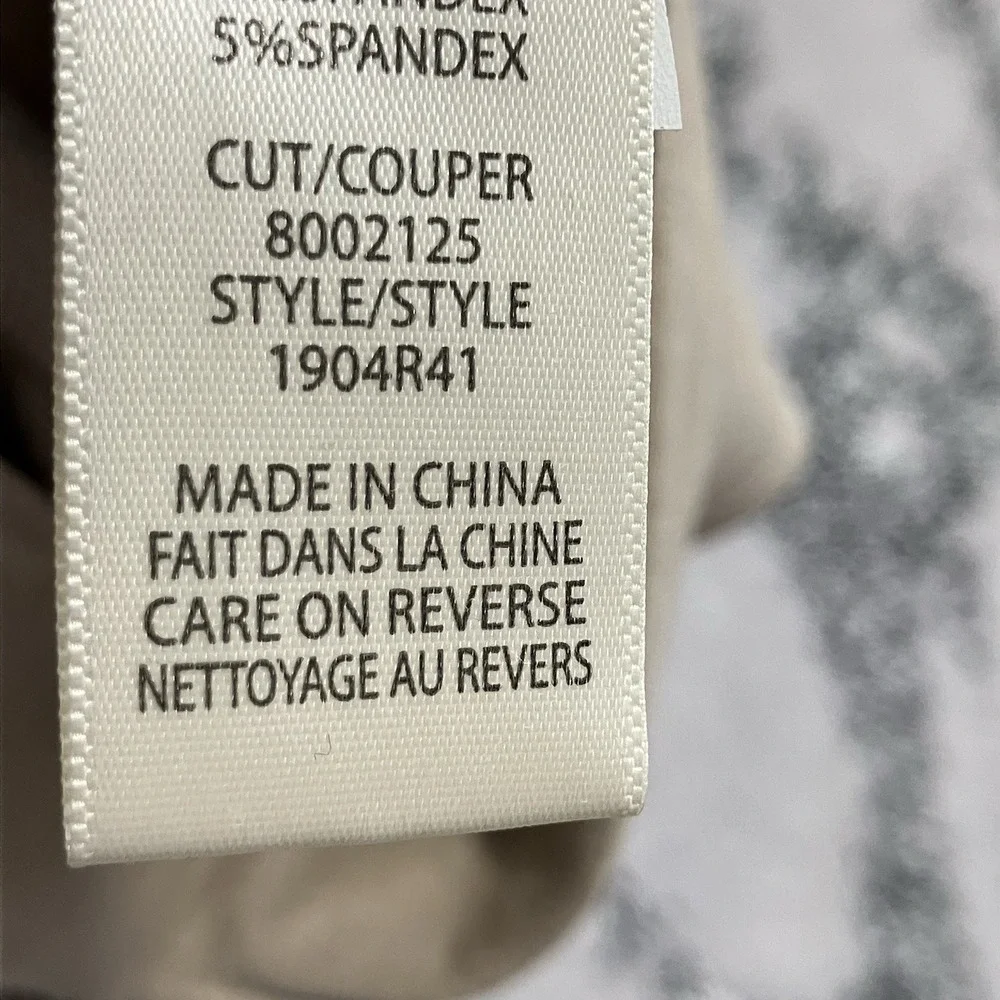 SPANDEX
5%SPANDEX
CUT/COUPER
8002125
STYLE/STYLE
1904R41
MADE IN CHINA
FAIT DANS LA CHINE
CARE ON REVERSE
NETTOYAGE AU REVERS